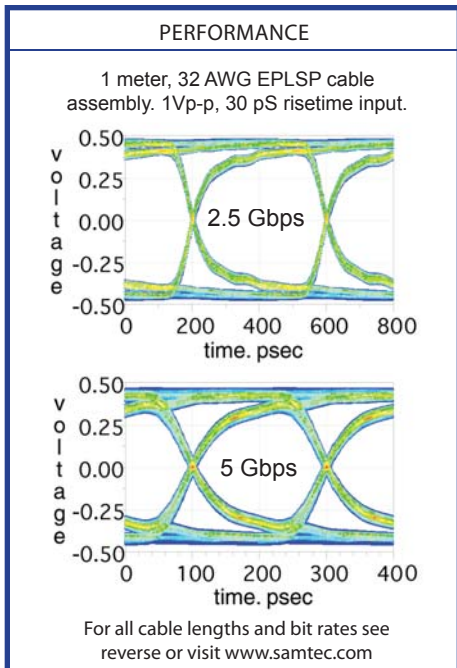 PERFORMANCE
1 meter, 32 AWG EPLSP cable
assembly. 1Vp-p, 30 pS risetime input.
voltage
0.50
0.25
0.00
-0.25
-0.50
2.5 Gbps
0 200 400 600 800
time. psec
voltage
0.50
0.25
0.00
-0.25
-0.50
5 Gbps
0 100 200 300 400
time. psec
For all cable lengths and bit rates see
reverse or visit www.samtec.com